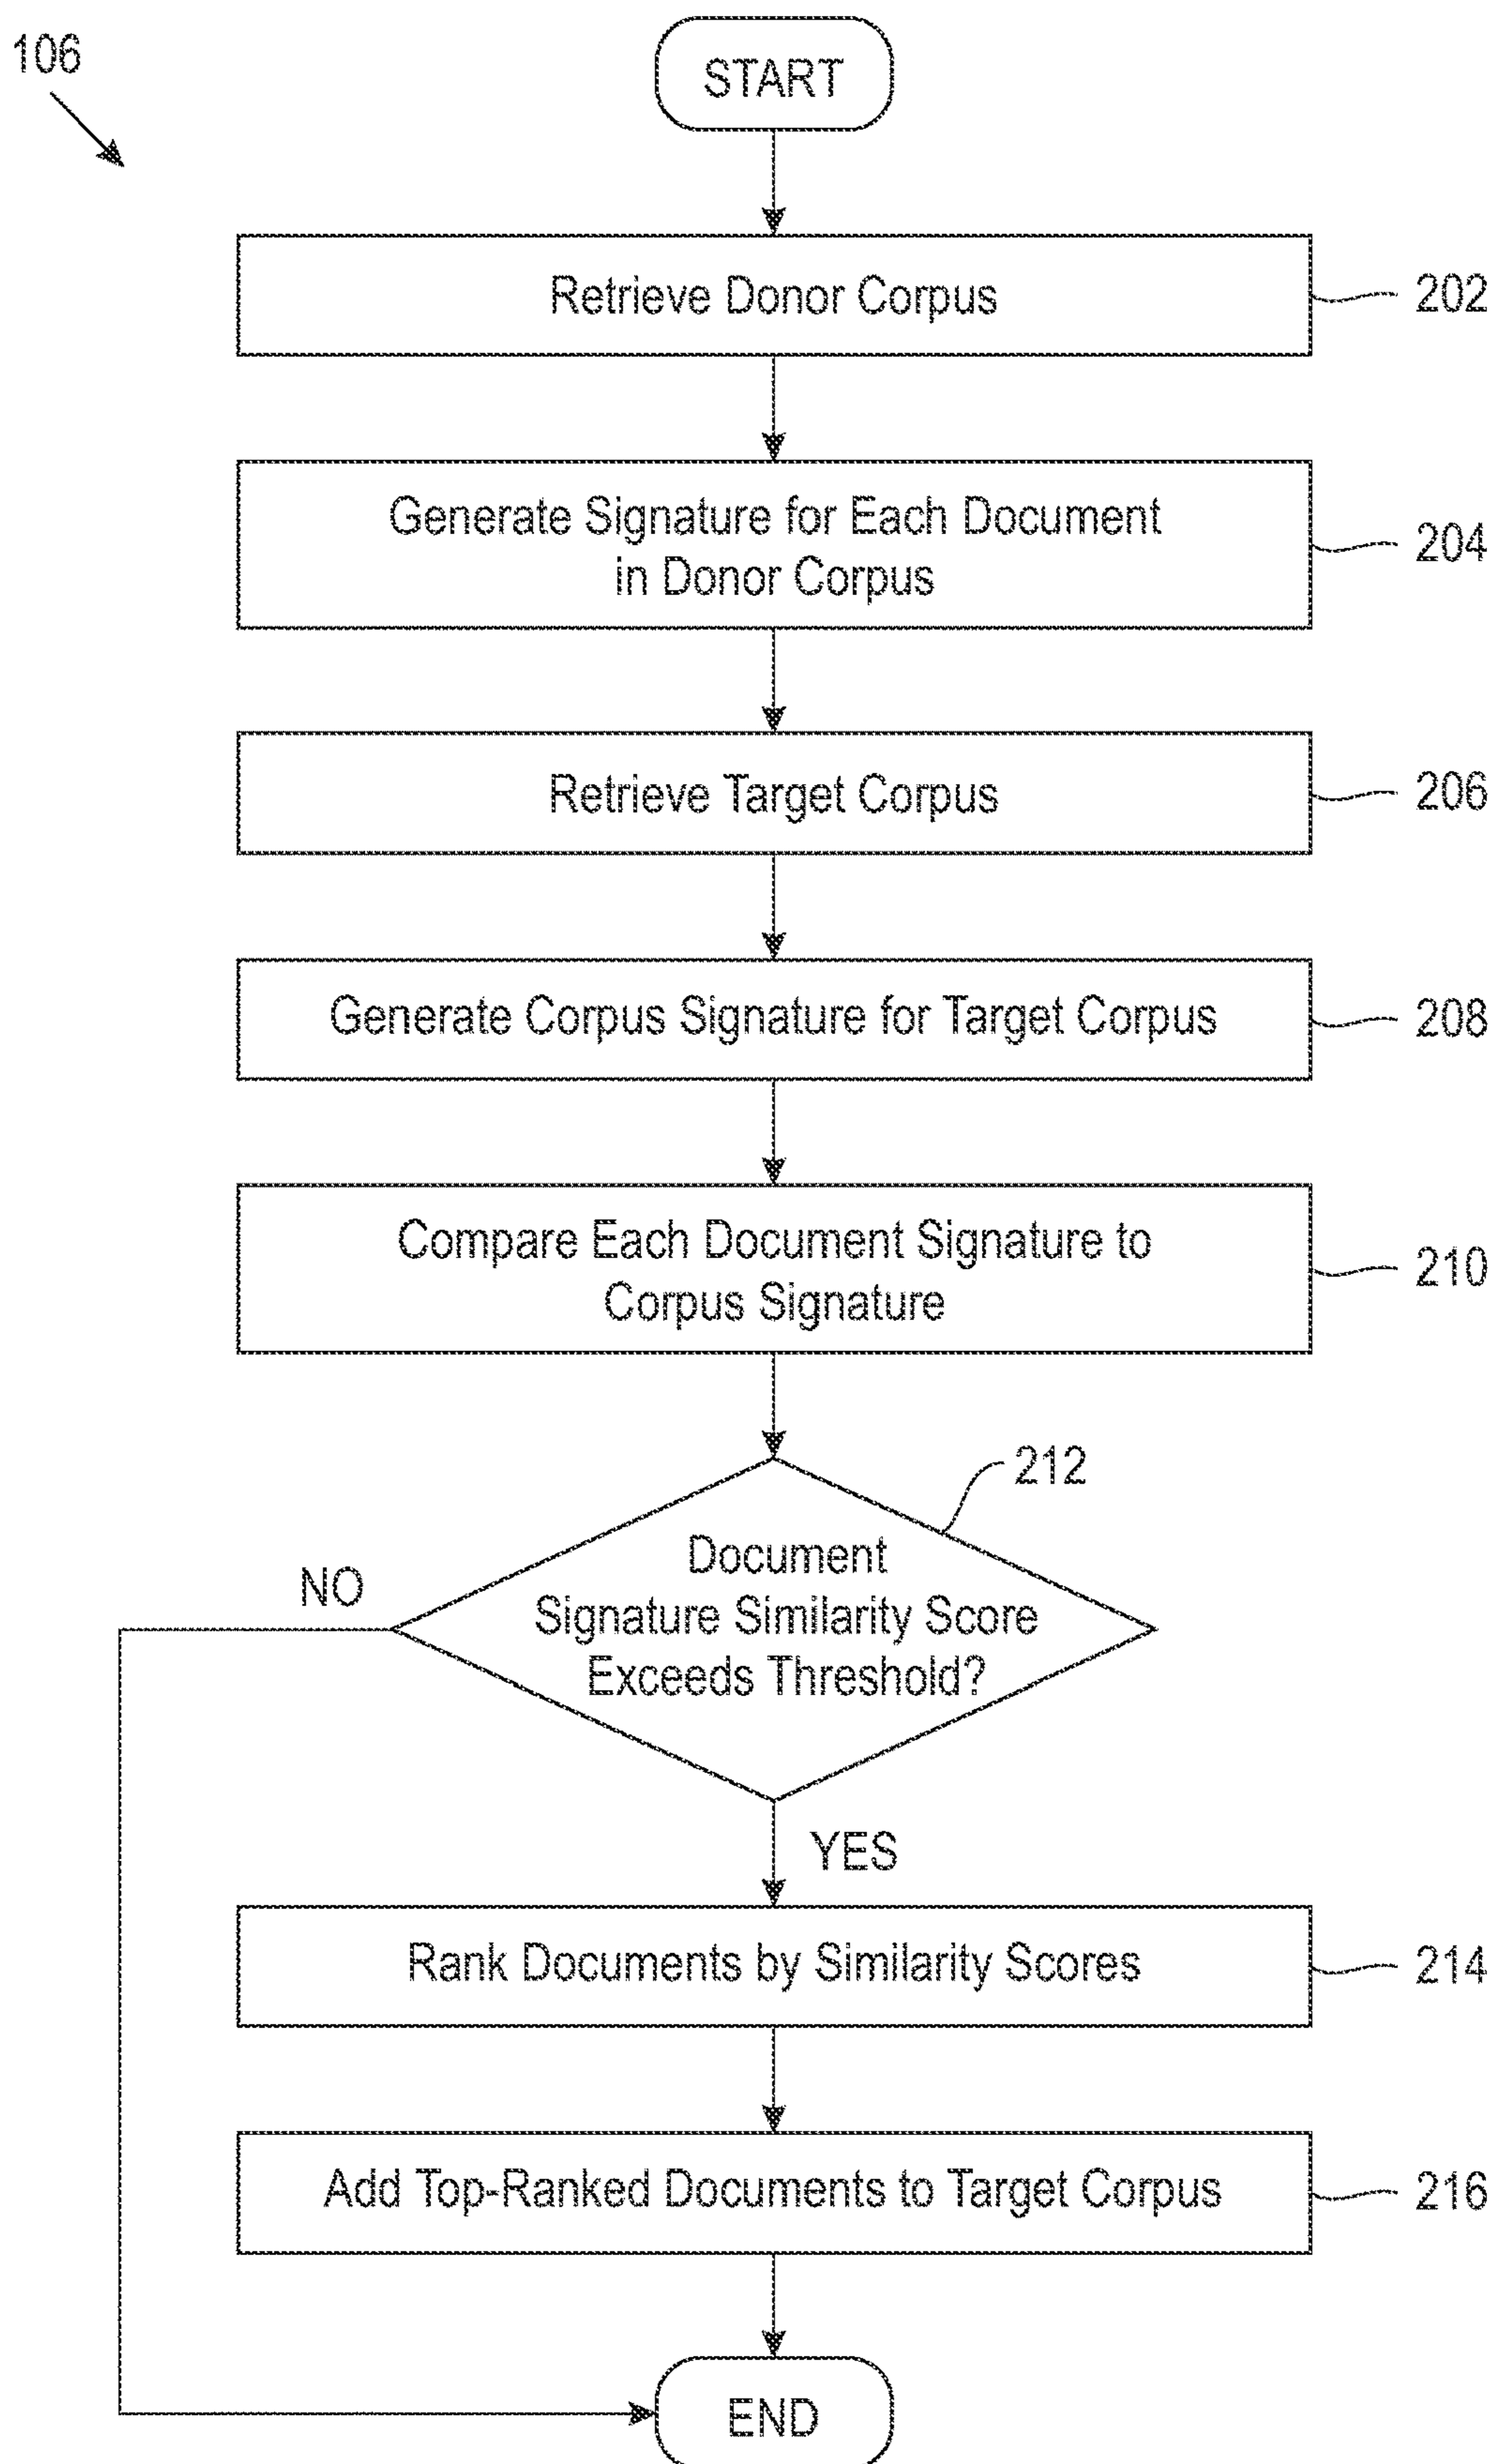 106
START
Retrieve Donor Corpus
202
Generate Signature for Each Document
in Donor Corpus
204
Retrieve Target Corpus
206
Generate Corpus Signature for Target Corpus
208
Compare Each Document Signature to
Corpus Signature
210
212
Document
Signature Similarity Score
Exceeds Threshold?
NO
YES
Rank Documents by Similarity Scores
214
Add Top-Ranked Documents to Target Corpus
216
END